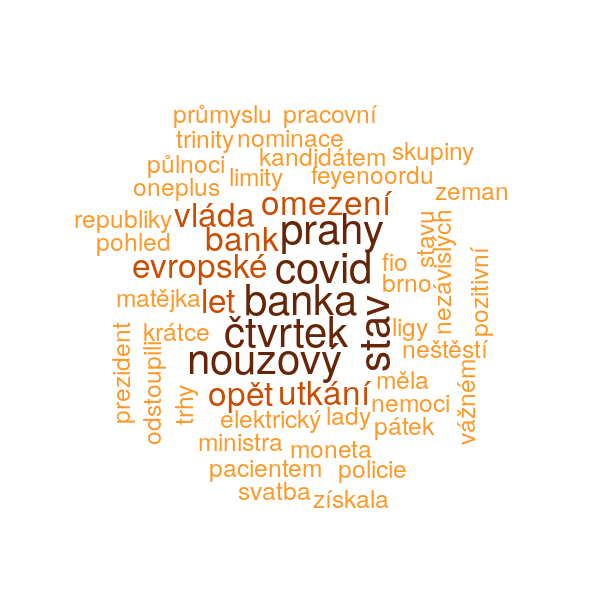 průmyslu pracovní
trinity nominace
půlnoci kandidátem skupiny
oneplus limity feyenoordu
zeman
republiky vláda omezení
pohled bank prahy stavu
evropské covid fio nezávislých
matějka let banka brno pozitivní
krátce čtvrtek stav ligy
prezident nouzový neštěstí
odstoupili trhy opět utkání měla
elektrický lady nemoci vážném
ministra moneta pátek
pacientem policie
svatba získala